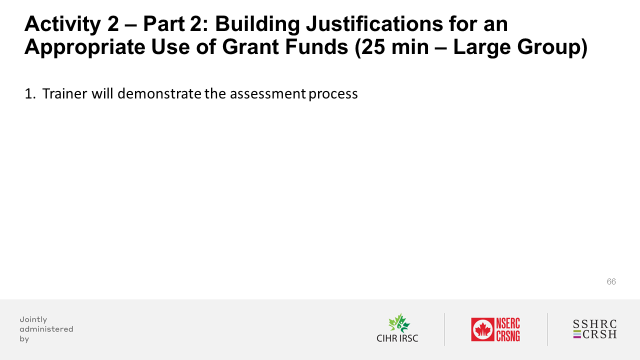 Activity 2 – Part 2: Building Justifications for an
Appropriate Use of Grant Funds (25 min – Large Group)
1. Trainer will demonstrate the assessment process
66
Jointly
administered
by
CIHR IRSC
NSERC
CRSNG
SSHRC
CRSH